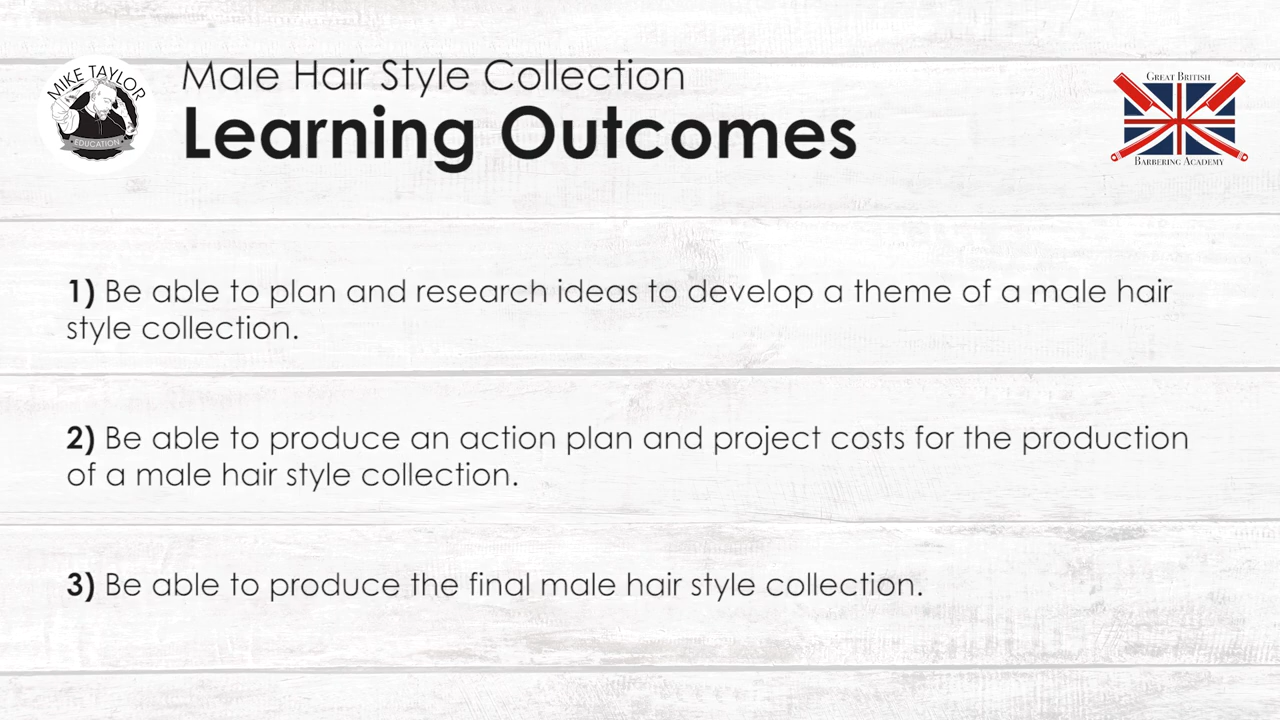 MIKE TAYLOR
EDUCATION
Male Hair Style Collection
Learning Outcomes
GREAT BRITISH
BARBERING ACADEMY
1) Be able to plan and research ideas to develop a theme of a male hair
style collection.
2) Be able to produce an action plan and project costs for the production
of a male hair style collection.
3) Be able to produce the final male hair style collection.